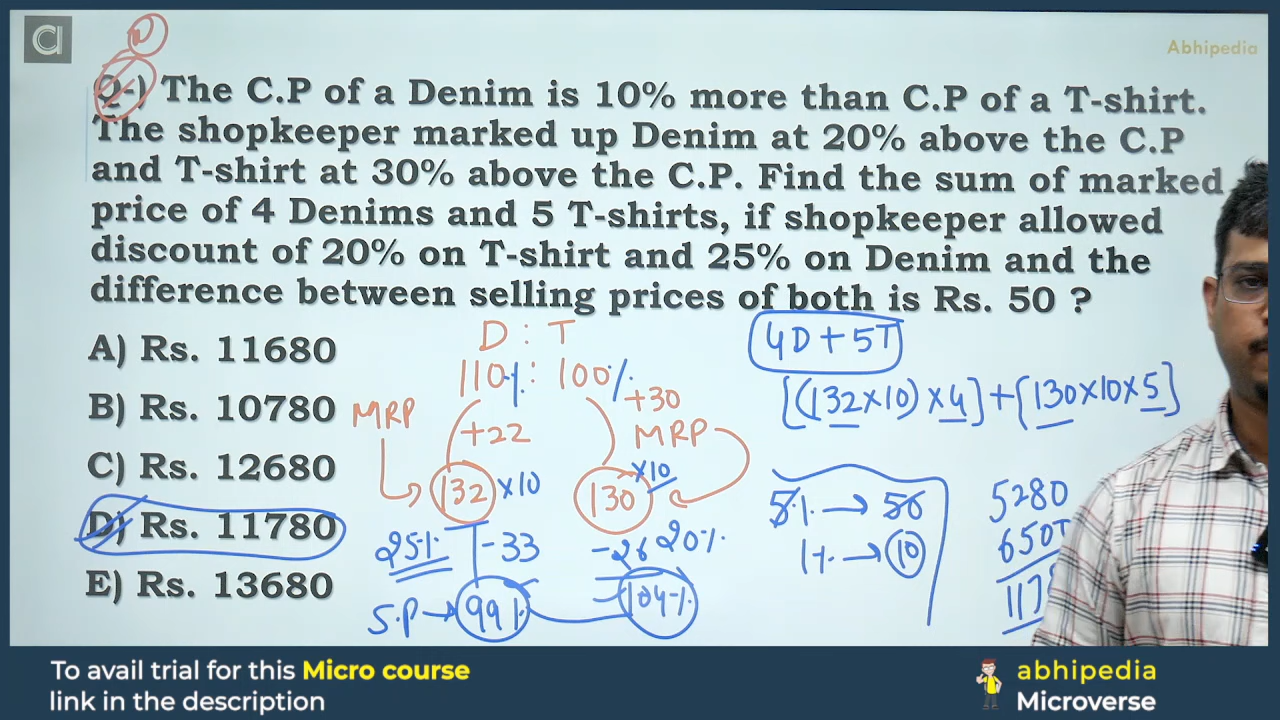 Abhipedia
Q-) The C.P of a Denim is 10% more than C.P of a T-shirt.
The shopkeeper marked up Denim at 20% above the C.P
and T-shirt at 30% above the C.P. Find the sum of marked
price of 4 Denims and 5 T-shirts, if shopkeeper allowed
discount of 20% on T-shirt and 25% on Denim and the
difference between selling prices of both is Rs. 50 ?
A) Rs. 11680
B) Rs. 10780
C) Rs. 12680
D) Rs. 11780
E) Rs. 13680
D : T
110% : 100%
MRP
+22
+30
MRP
132 ×10
130 ×10
25%
-33
-26 20%
S.P → 99%
104%
4D + 5T
[(132×10)×4]+[130×10×5]
5% → 50
1% → 10
5280
650
117
To avail trial for this Micro course
link in the description
abhipedia
Microverse